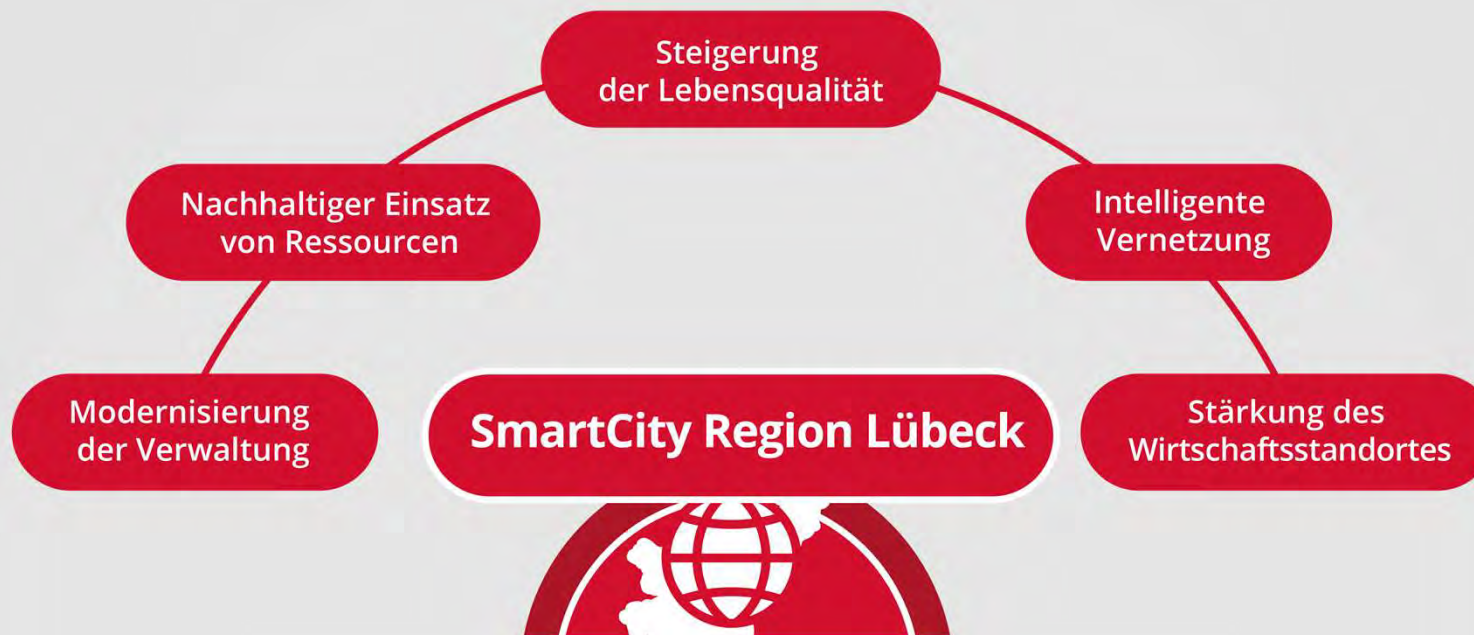 Steigerung
der Lebensqualität
Nachhaltiger Einsatz
von Ressourcen
Intelligente
Vernetzung
Modernisierung
der Verwaltung
SmartCity Region Lübeck
Stärkung des
Wirtschaftsstandortes